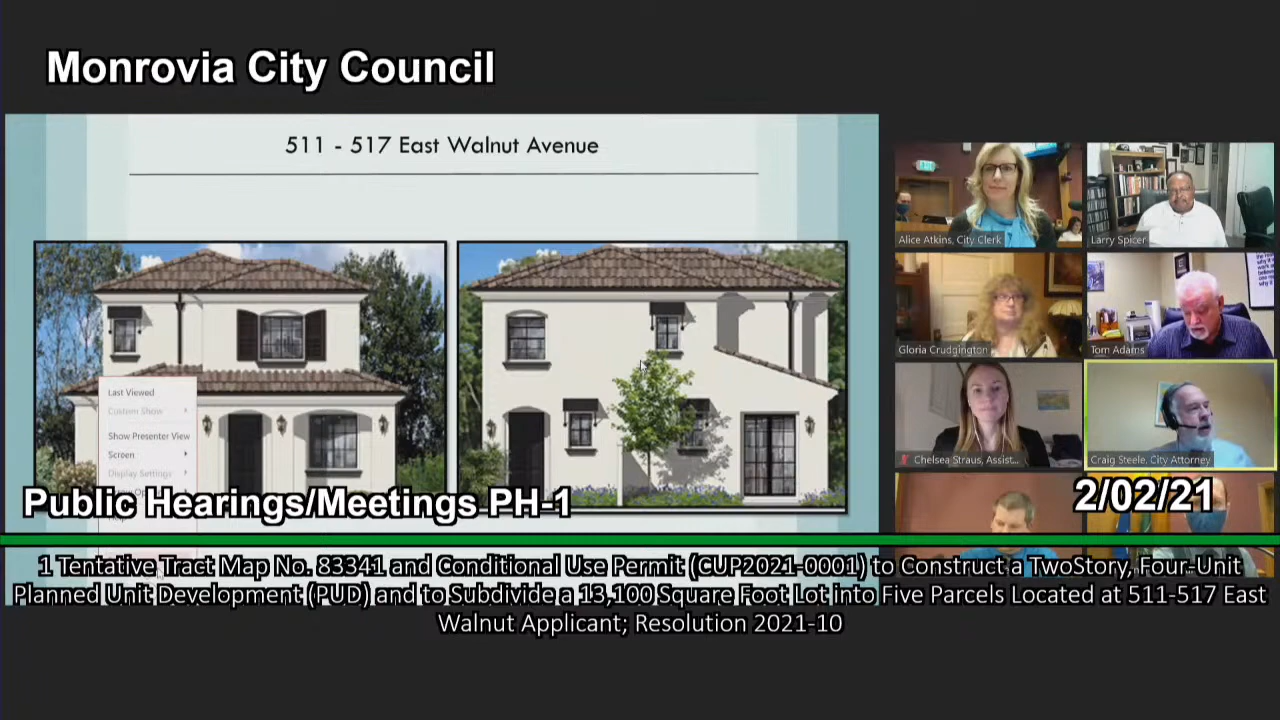 Monrovia City Council
511 - 517 East Walnut Avenue
Alice Atkins, City Clerk
Larry Spicer
Gloria Crudgington
Tom Adams
Chelsea Straus, Assist...
Craig Steele, City Attorney
Last Viewed
Custom Show
Show Presenter View
Screen
Display Settings
Public Hearings/Meetings PH-1
2/02/21
1 Tentative Tract Map No. 83341 and Conditional Use Permit (CUP2021-0001) to Construct a TwoStory, Four-Unit
Planned Unit Development (PUD) and to Subdivide a 13,100 Square Foot Lot into Five Parcels Located at 511-517 East
Walnut Applicant; Resolution 2021-10